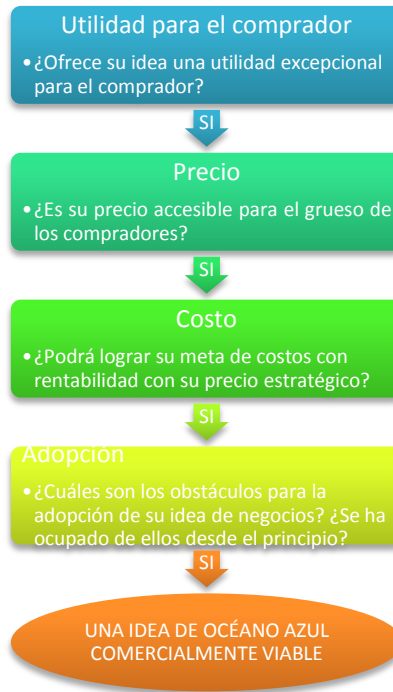 Utilidad para el comprador
•¿Ofrece su idea una utilidad excepcional
para el comprador?
SI
Precio
•¿Es su precio accesible para el grueso de
los compradores?
SI
Costo
•¿Podrá lograr su meta de costos con
rentabilidad con su precio estratégico?
SI
Adopción
•¿Cuáles son los obstáculos para la
adopción de su idea de negocios? ¿Se ha
ocupado de ellos desde el principio?
SI
UNA IDEA DE OCÉANO AZUL
COMERCIALMENTE VIABLE